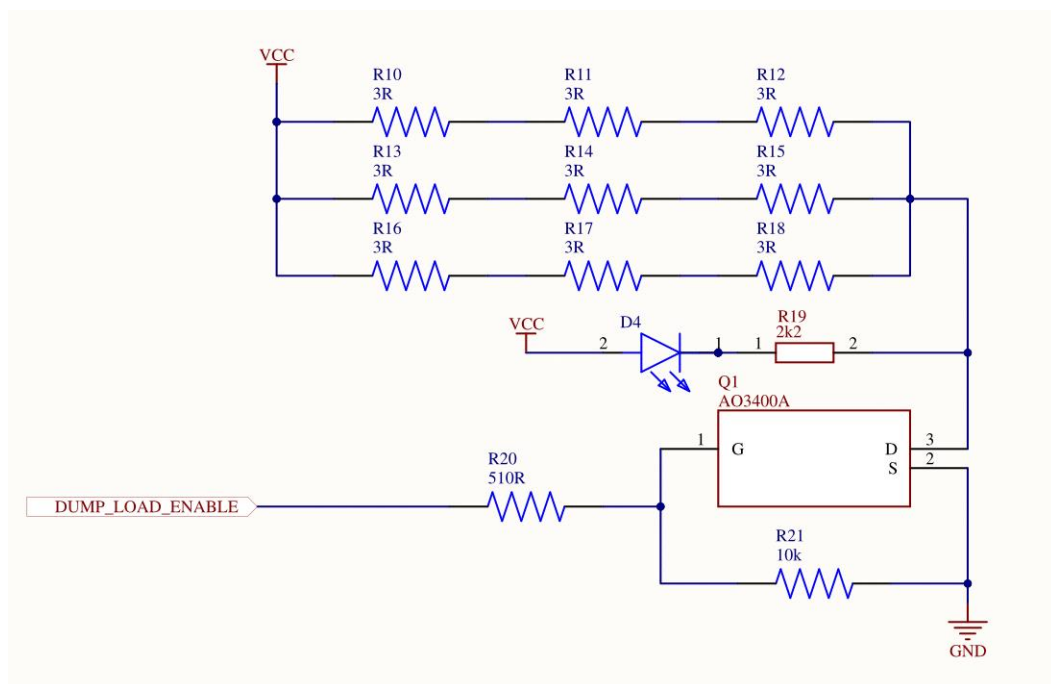 VCC
R10
3R
R11
3R
R12
3R
R13
3R
R14
3R
R15
3R
R16
3R
R17
3R
R18
3R
VCC
D4
2
1
R19
2k2
1
2
Q1
AO3400A
1
G
D
3
S
2
R20
510R
DUMP_LOAD_ENABLE
R21
10k
GND